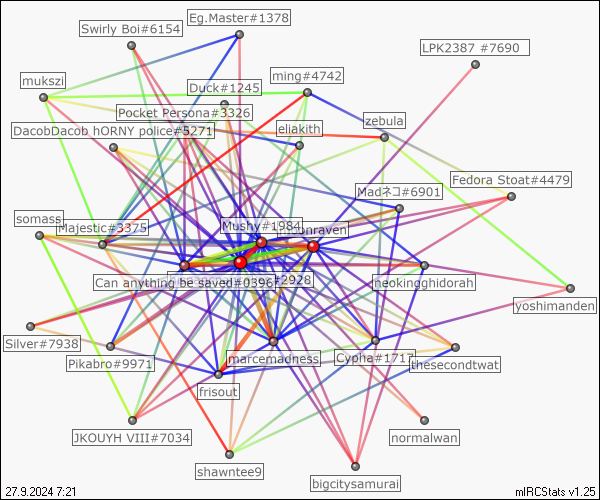 Eg.Master#1378
Swirly Boi#6154
LPK2387 #7690
ming#4742
mukszi
Duck#1245
Pocket Persona#3326
zebula
eliakith
DacobDacob hORNY police#5271
Fedora Stoat#4479
Madネコ#6901
somass
Mushy#1984
Majestic#3375
neokingghidorah
Can anything be saved#0396
#2928
yoshimanden
Silver#7938
Cypha#1717
marcemadness
Pikabro#9971
thesecondtwat
frisout
JKOUYH VIII#7034
normalwan
shawntee9
bigcitysamurai
27.9.2024 7:21
mIRCStats v1.25